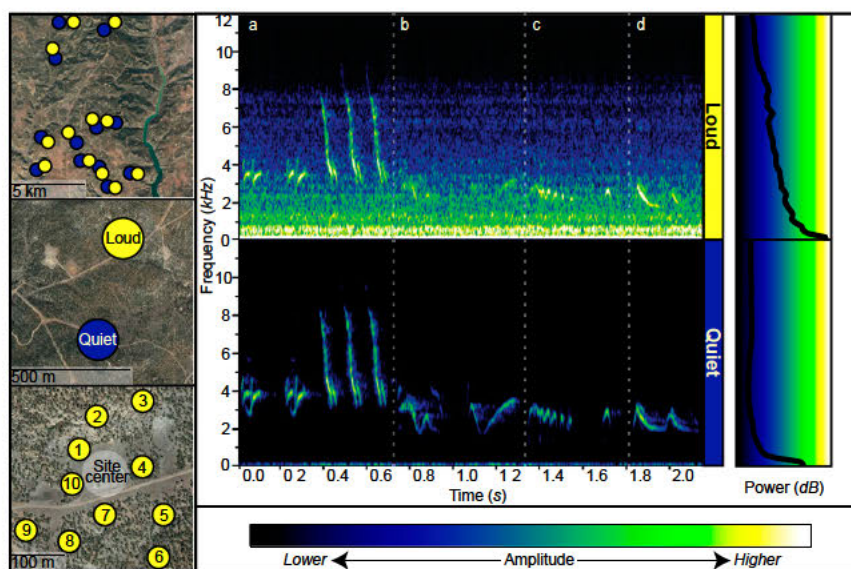 5 km
Loud
Quiet
500 m
3
2
1
Site
center
4
10
7
5
9
8
6
100 m
12
10
8
6
4
2
0
10
8
6
4
2
0
Frequency (kHz)
a
b
c
d
Loud
Quiet
0.0
0.2
0.4
0.6
0.8
1.0
1.2
1.4
1.6
1.8
2.0
Time (s)
Power (dB)
Lower
Amplitude
Higher